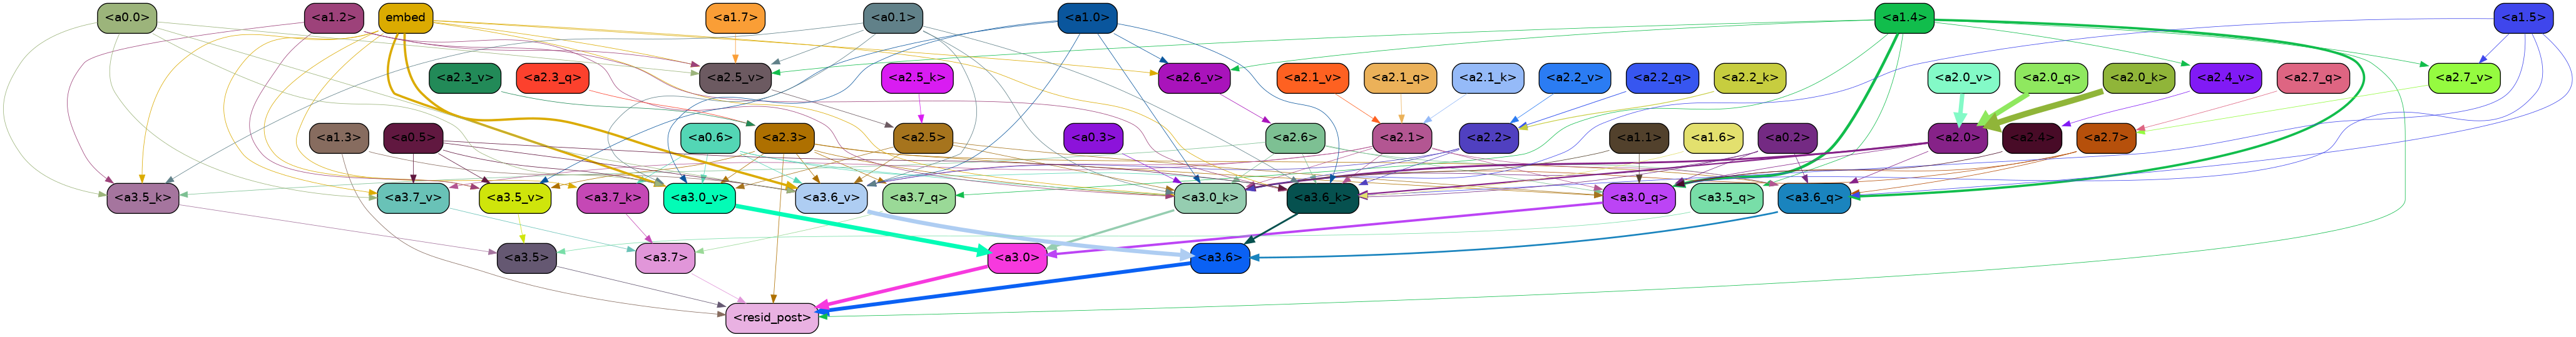 <a0.0> <a1.2> embed <a1.7> <a0.1> <a1.0> <a1.4> <a1.5>
<a2.3_v> <a2.3_q> <a2.5_v> <a2.5_k> <a2.6_v> <a2.1_v> <a2.1_q> <a2.1_k> <a2.2_v> <a2.2_q> <a2.2_k> <a2.0_v> <a2.0_q> <a2.0_k> <a2.4_v> <a2.7_q> <a2.7_v>
<a1.3> <a0.5> <a0.6> <a2.3> <a2.5> <a0.3> <a2.6> <a2.1> <a2.2> <a1.1> <a1.6> <a0.2> <a2.0> <a2.4> <a2.7>
<a3.5_k> <a3.7_v> <a3.5_v> <a3.7_k> <a3.0_v> <a3.6_v> <a3.7_q> <a3.0_k> <a3.6_k> <a3.0_q> <a3.5_q> <a3.6_q>
<a3.5> <a3.7> <a3.0> <a3.6>
<resid_post>